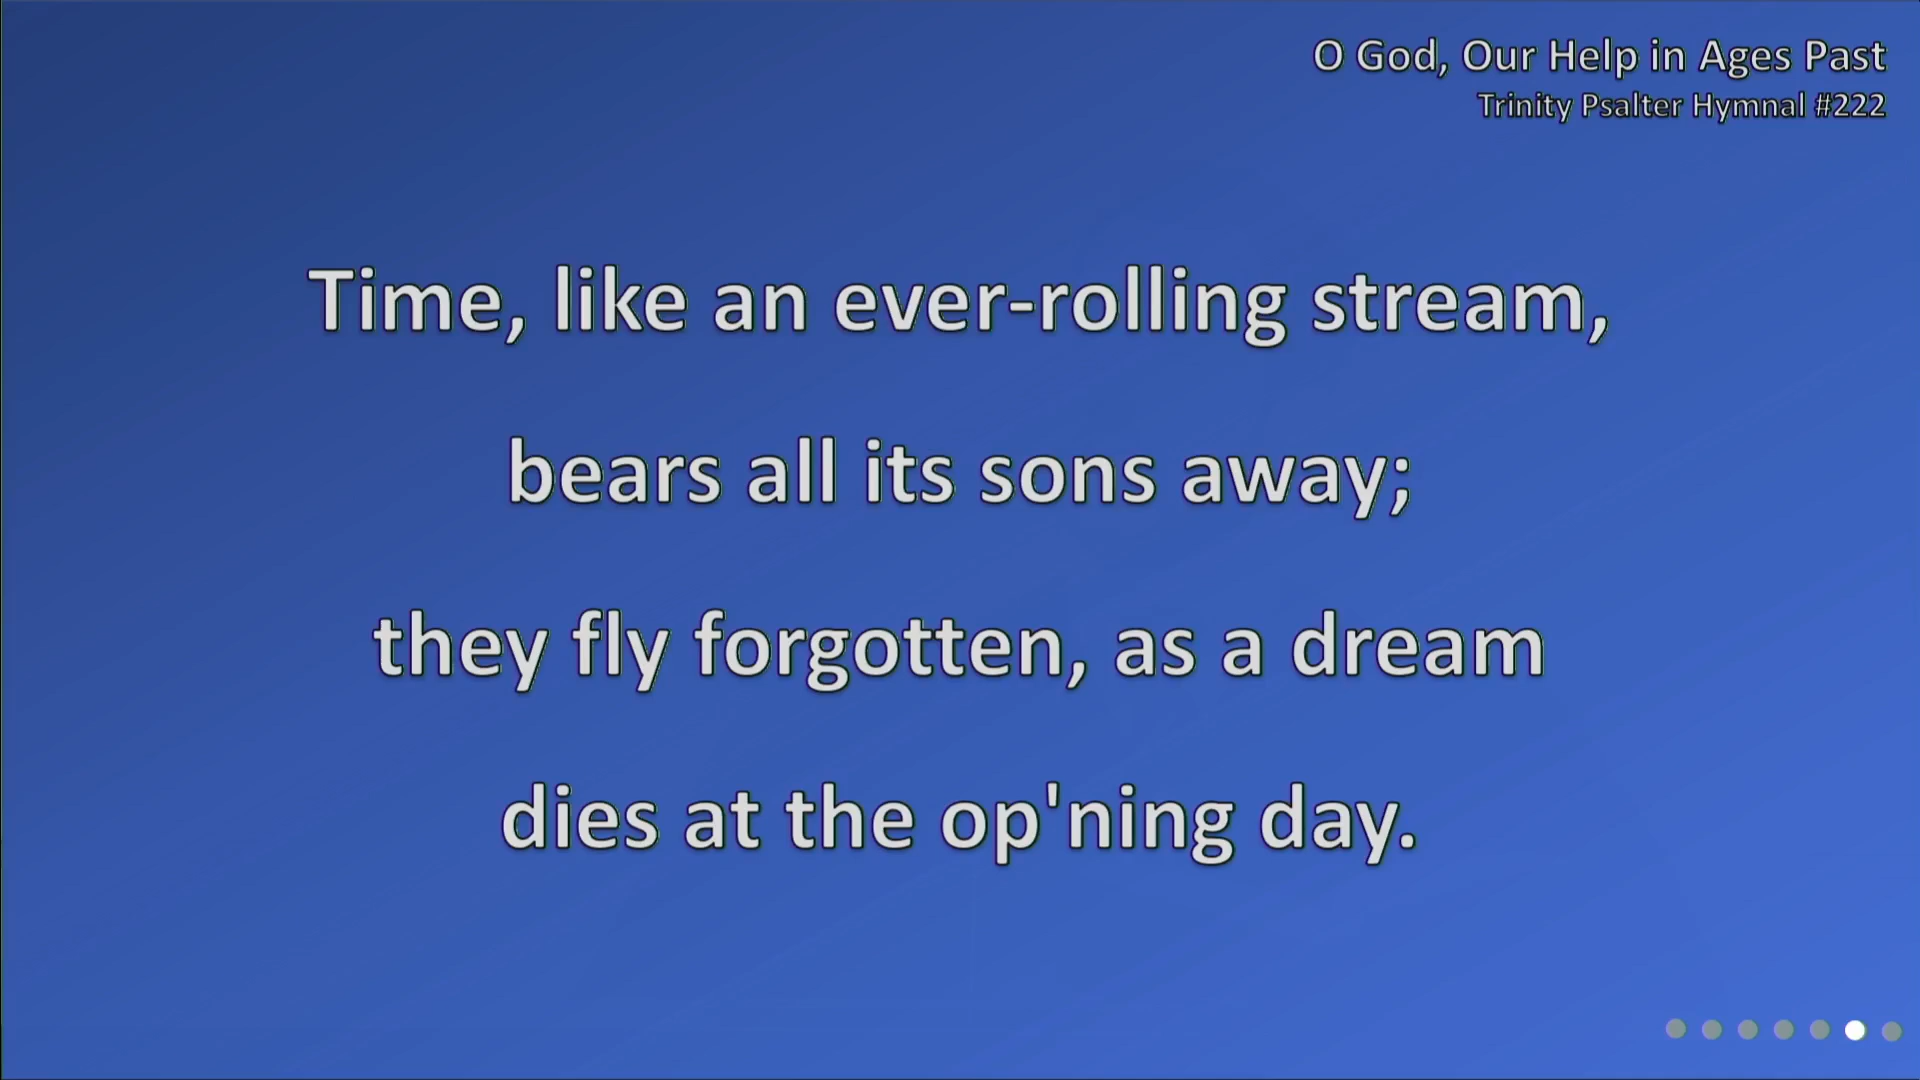 O God, Our Help in Ages Past
Trinity Psalter Hymnal #222
Time, like an ever-rolling stream,
bears all its sons away;
they fly forgotten, as a dream
dies at the op'ning day.